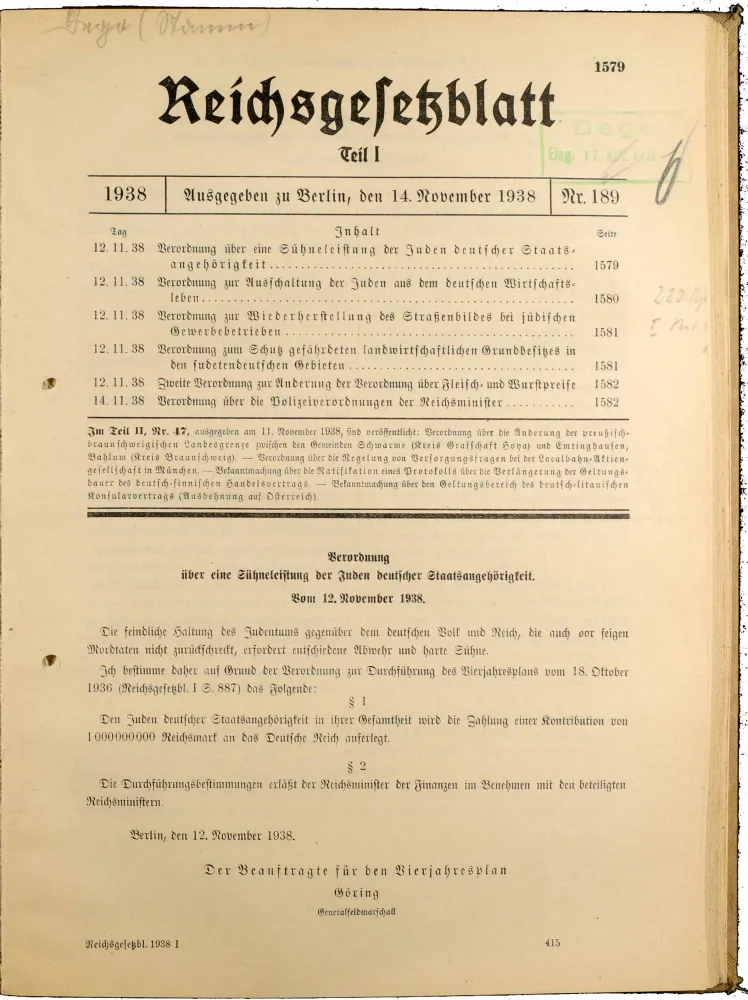 Dego (Stamm)
1579
Reichsgesetzblatt
Teil I
Dego
Eing. 17.
6
1938 Ausgegeben zu Berlin, den 14. November 1938 Nr. 189
Tag Inhalt Seite
12. 11. 38 Verordnung über eine Sühneleistung der Juden deutscher Staats-
angehörigkeit 1579
12. 11. 38 Verordnung zur Ausschaltung der Juden aus dem deutschen Wirtschafts-
leben 1580
12. 11. 38 Verordnung zur Wiederherstellung des Straßenbildes bei jüdischen
Gewerbebetrieben 1581
12. 11. 38 Verordnung zum Schutz gefährdeten landwirtschaftlichen Grundbesitzes in
den sudetendeutschen Gebieten 1581
12. 11. 38 Zweite Verordnung zur Änderung der Verordnung über Fleisch- und Wurstpreise 1582
14. 11. 38 Verordnung über die Polizeiverordnungen der Reichsminister 1582
Im Teil II, Nr. 47, ausgegeben am 11. November 1938, sind veröffentlicht: Verordnung über die Änderung der preußisch-
braunschweigischen Landesgrenze zwischen den Gemeinden Schwarme (Kreis Grafschaft Hoya) und Emtinghausen,
Bahlum (Kreis Braunschweig). — Verordnung über die Regelung von Versorgungsfragen bei der Localbahn-Aktien-
gesellschaft in München. — Bekanntmachung über die Ratifikation eines Protokolls über die Verlängerung der Geltungs-
dauer des deutsch-finnischen Handelsvertrags. — Bekanntmachung über den Geltungsbereich des deutsch-litauischen
Konsularvertrags (Ausdehnung auf Österreich).
Verordnung
über eine Sühneleistung der Juden deutscher Staatsangehörigkeit.
Vom 12. November 1938.
Die feindliche Haltung des Judentums gegenüber dem deutschen Volk und Reich, die auch vor feigen
Mordtaten nicht zurückschreckt, erfordert entschiedene Abwehr und harte Sühne.
Ich bestimme daher auf Grund der Verordnung zur Durchführung des Vierjahresplans vom 18. Oktober
1936 (Reichsgesetzbl. I S. 887) das Folgende:
§ 1
Den Juden deutscher Staatsangehörigkeit in ihrer Gesamtheit wird die Zahlung einer Kontribution von
1 000 000 000 Reichsmark an das Deutsche Reich auferlegt.
§ 2
Die Durchführungsbestimmungen erläßt der Reichsminister der Finanzen im Benehmen mit den beteiligten
Reichsministern.
Berlin, den 12. November 1938.
Der Beauftragte für den Vierjahresplan
Göring
Generalfeldmarschall
Reichsgesetzbl. 1938 I 415